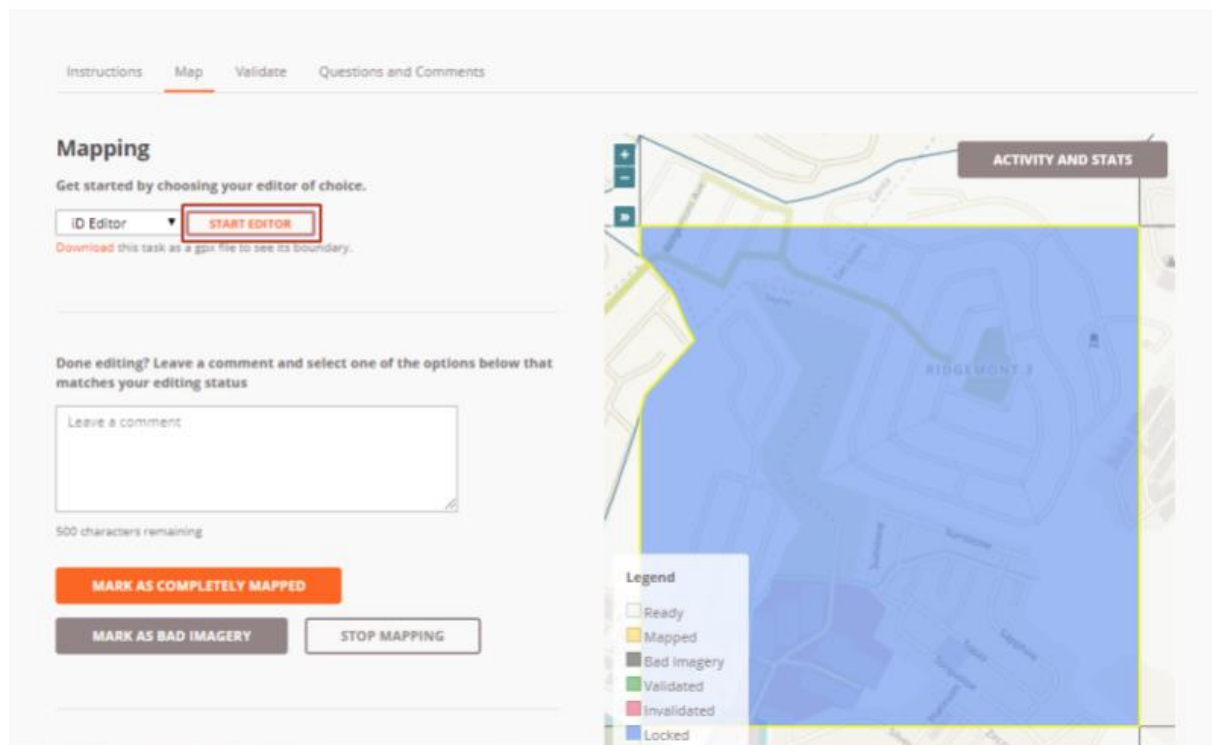 Instructions Map Validate Questions and Comments
Mapping
ACTIVITY AND STATS
Get started by choosing your editor of choice.
iD Editor START EDITOR
Download this task as a gpx file to see its boundary.
RIDGEMONT 3
Done editing? Leave a comment and select one of the options below that
matches your editing status
Leave a comment
500 characters remaining
MARK AS COMPLETELY MAPPED
MARK AS BAD IMAGERY STOP MAPPING
Legend
Ready
Mapped
Bad imagery
Validated
Invalidated
Locked
Sapphire
Topaz